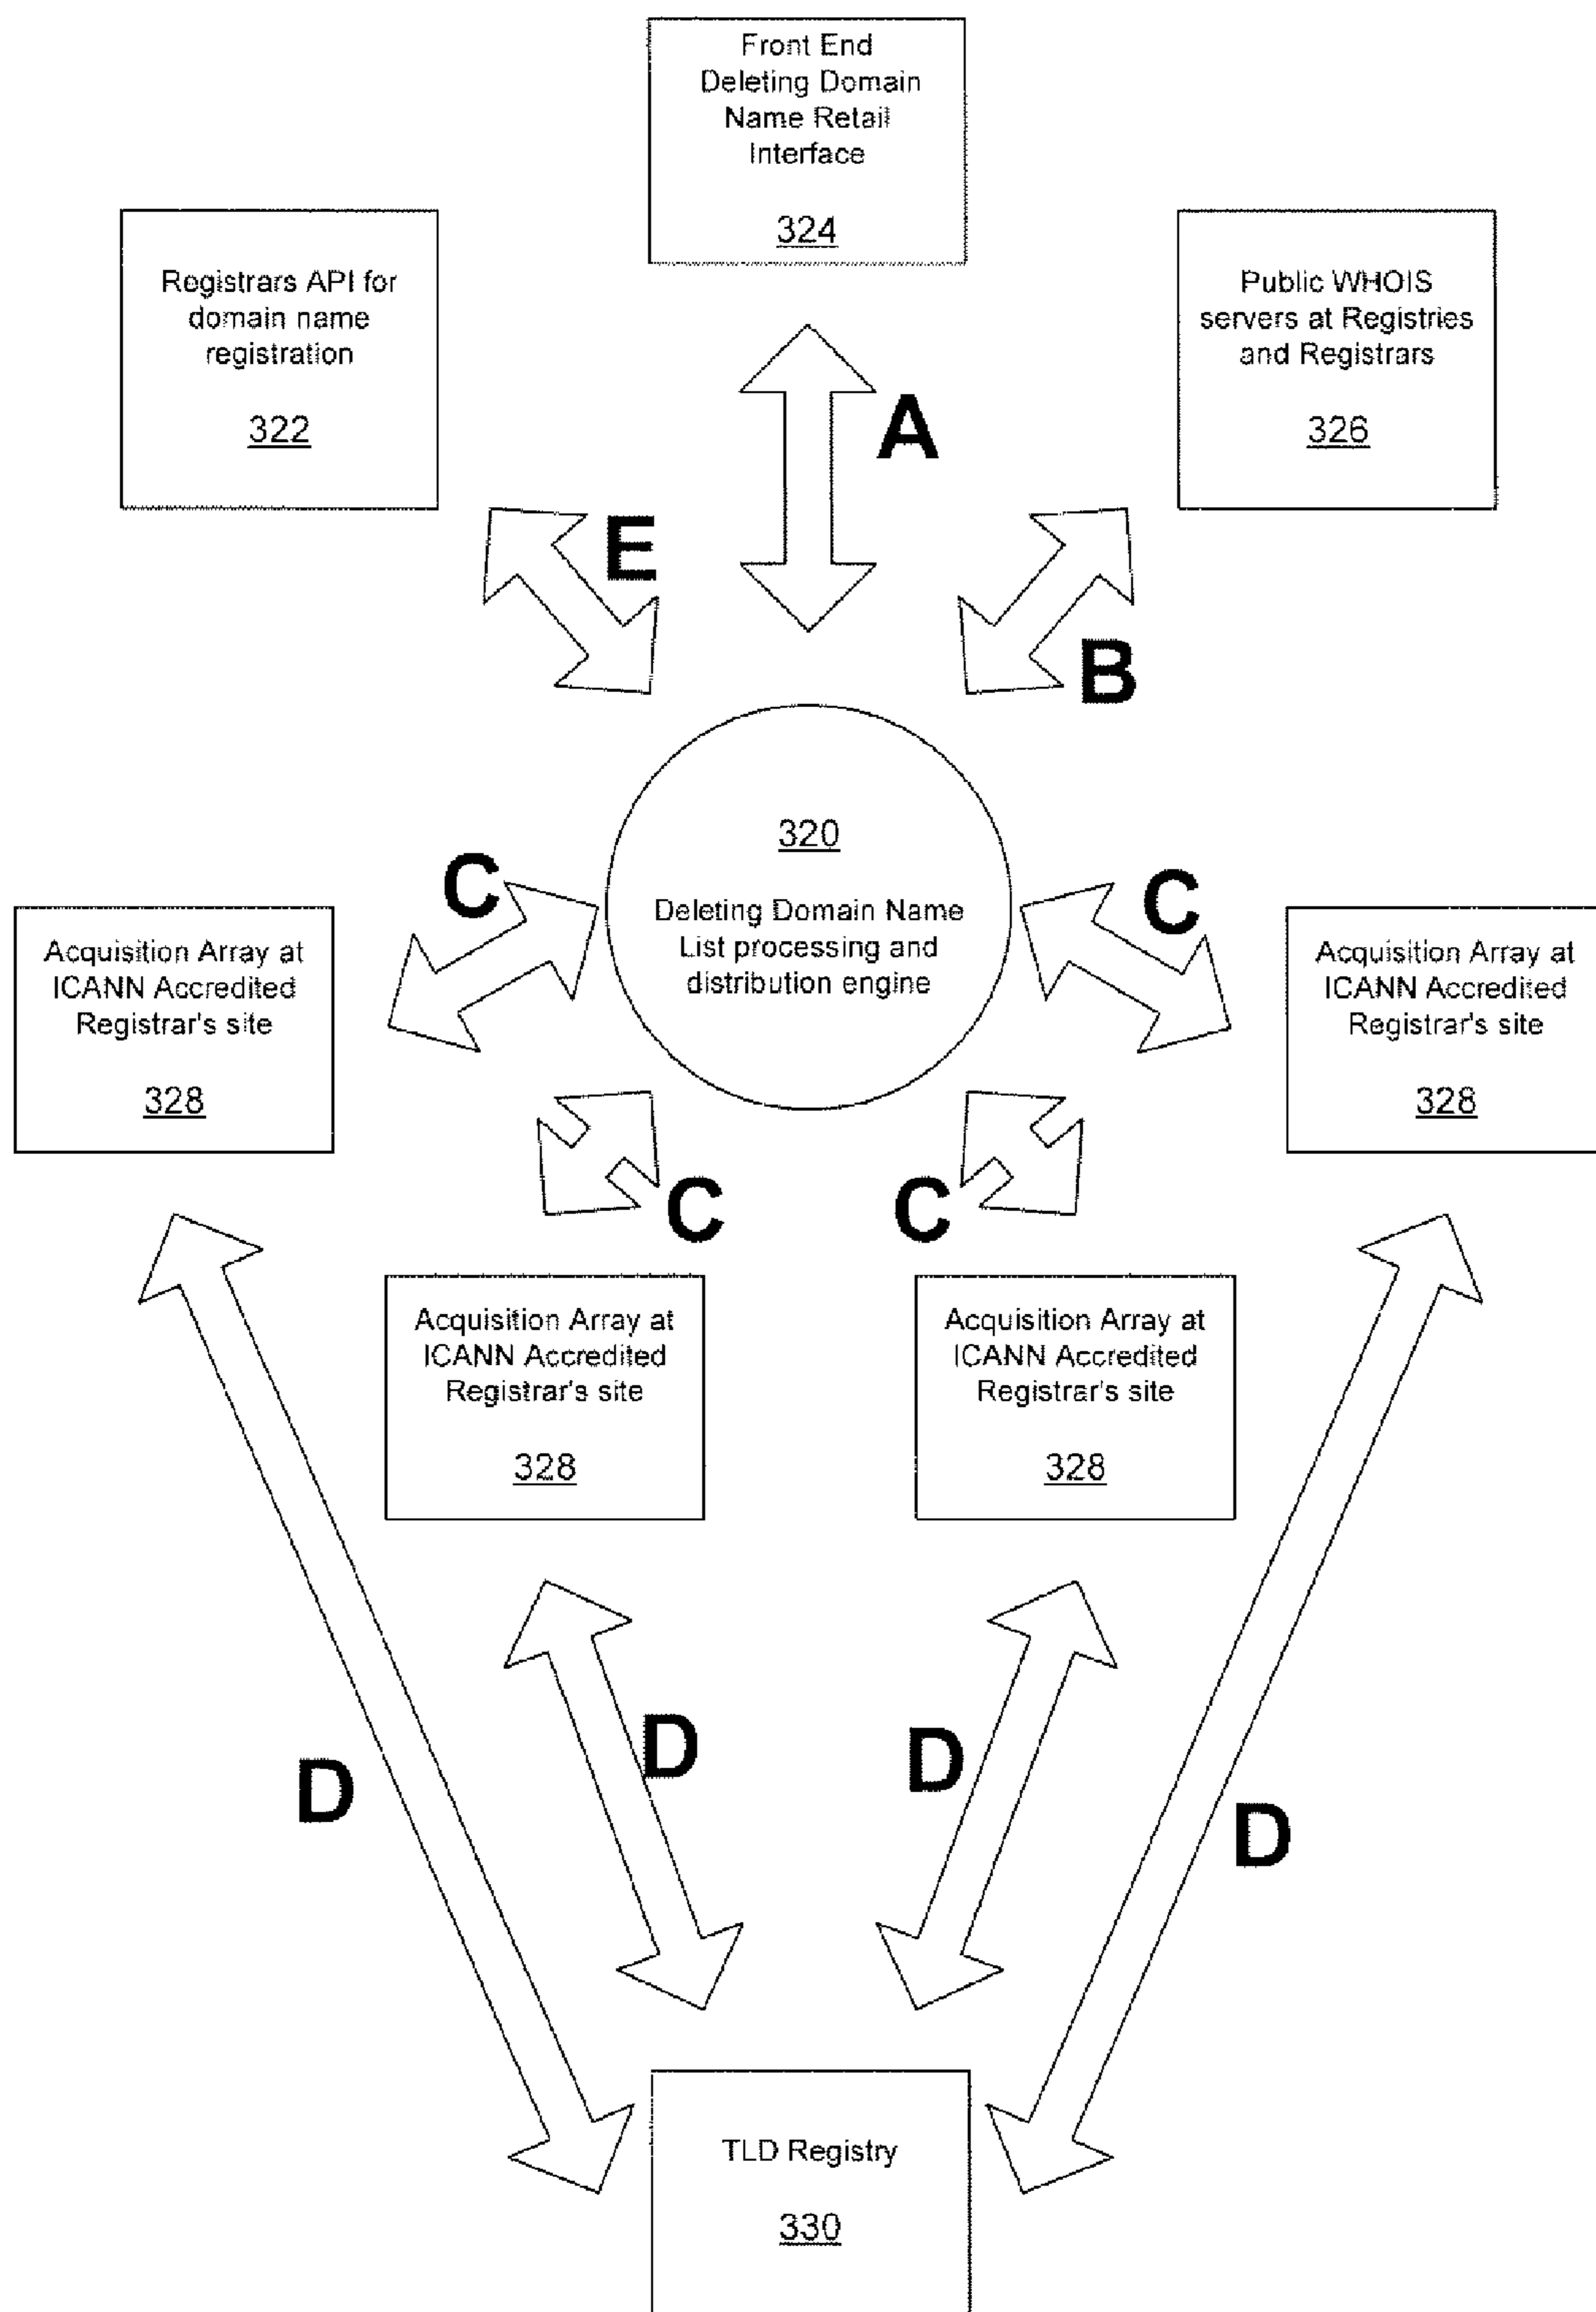 Front End
Deleting Domain
Name Retail
Interface
324
Registrars API for
domain name
registration
322
Public WHOIS
servers at Registries
and Registrars
326
A
E
B
320
Deleting Domain Name
List processing and
distribution engine
C
C
Acquisition Array at
ICANN Accredited
Registrar's site
328
Acquisition Array at
ICANN Accredited
Registrar's site
328
C
C
Acquisition Array at
ICANN Accredited
Registrar's site
328
Acquisition Array at
ICANN Accredited
Registrar's site
328
D
D
D
D
TLD Registry
330